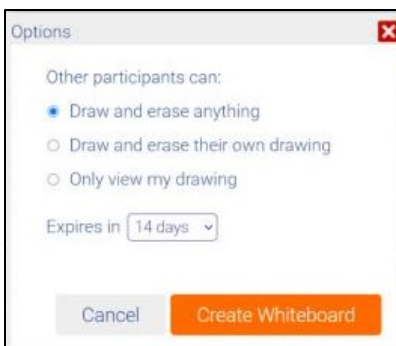 Options
Other participants can:
Draw and erase anything
Draw and erase their own drawing
Only view my drawing
Expires in 14 days
Cancel Create Whiteboard